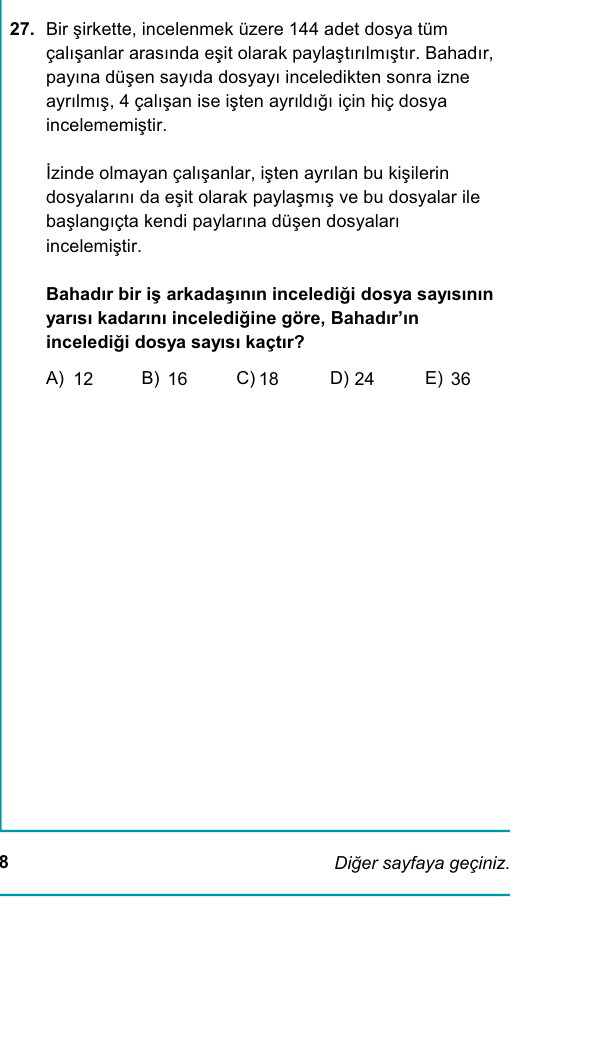 27. Bir şirkette, incelenmek üzere 144 adet dosya tüm
çalışanlar arasında eşit olarak paylaştırılmıştır. Bahadır,
payına düşen sayıda dosyayı inceledikten sonra izne
ayrılmış, 4 çalışan ise işten ayrıldığı için hiç dosya
incelememiştir.
İzinde olmayan çalışanlar, işten ayrılan bu kişilerin
dosyalarını da eşit olarak paylaşmış ve bu dosyalar ile
başlangıçta kendi paylarına düşen dosyaları
incelemiştir.
Bahadır bir iş arkadaşının incelediği dosya sayısının
yarısı kadarını incelediğine göre, Bahadır’ın
incelediği dosya sayısı kaçtır?
A) 12 B) 16 C) 18 D) 24 E) 36
8 Diğer sayfaya geçiniz.